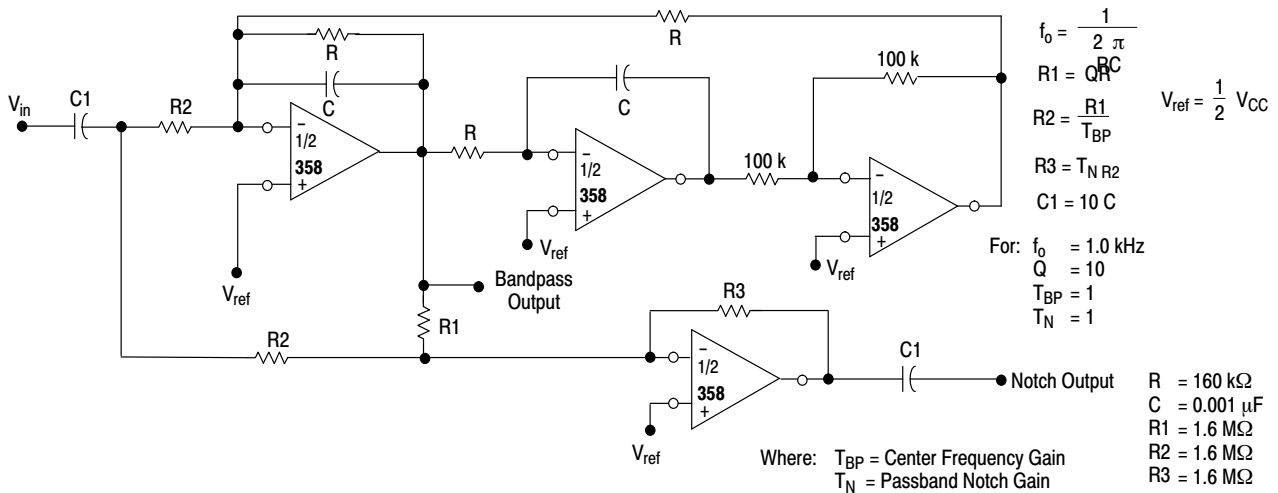 R
R
C
V_in
C1
R2
−
1/2
358
+
V_ref
R
C
−
1/2
358
+
V_ref
100 k
100 k
−
1/2
358
+
V_ref
Bandpass
Output
R1
R2
R3
−
1/2
358
+
V_ref
C1
Notch Output
f_o = 1 / 2 π RC
R1 = QR
R2 = R1 / T_BP
R3 = T_N R2
C1 = 10 C
V_ref = 1/2 V_CC
For: f_o = 1.0 kHz
Q = 10
T_BP = 1
T_N = 1
R = 160 kΩ
C = 0.001 μF
R1 = 1.6 MΩ
R2 = 1.6 MΩ
R3 = 1.6 MΩ
Where: T_BP = Center Frequency Gain
T_N = Passband Notch Gain